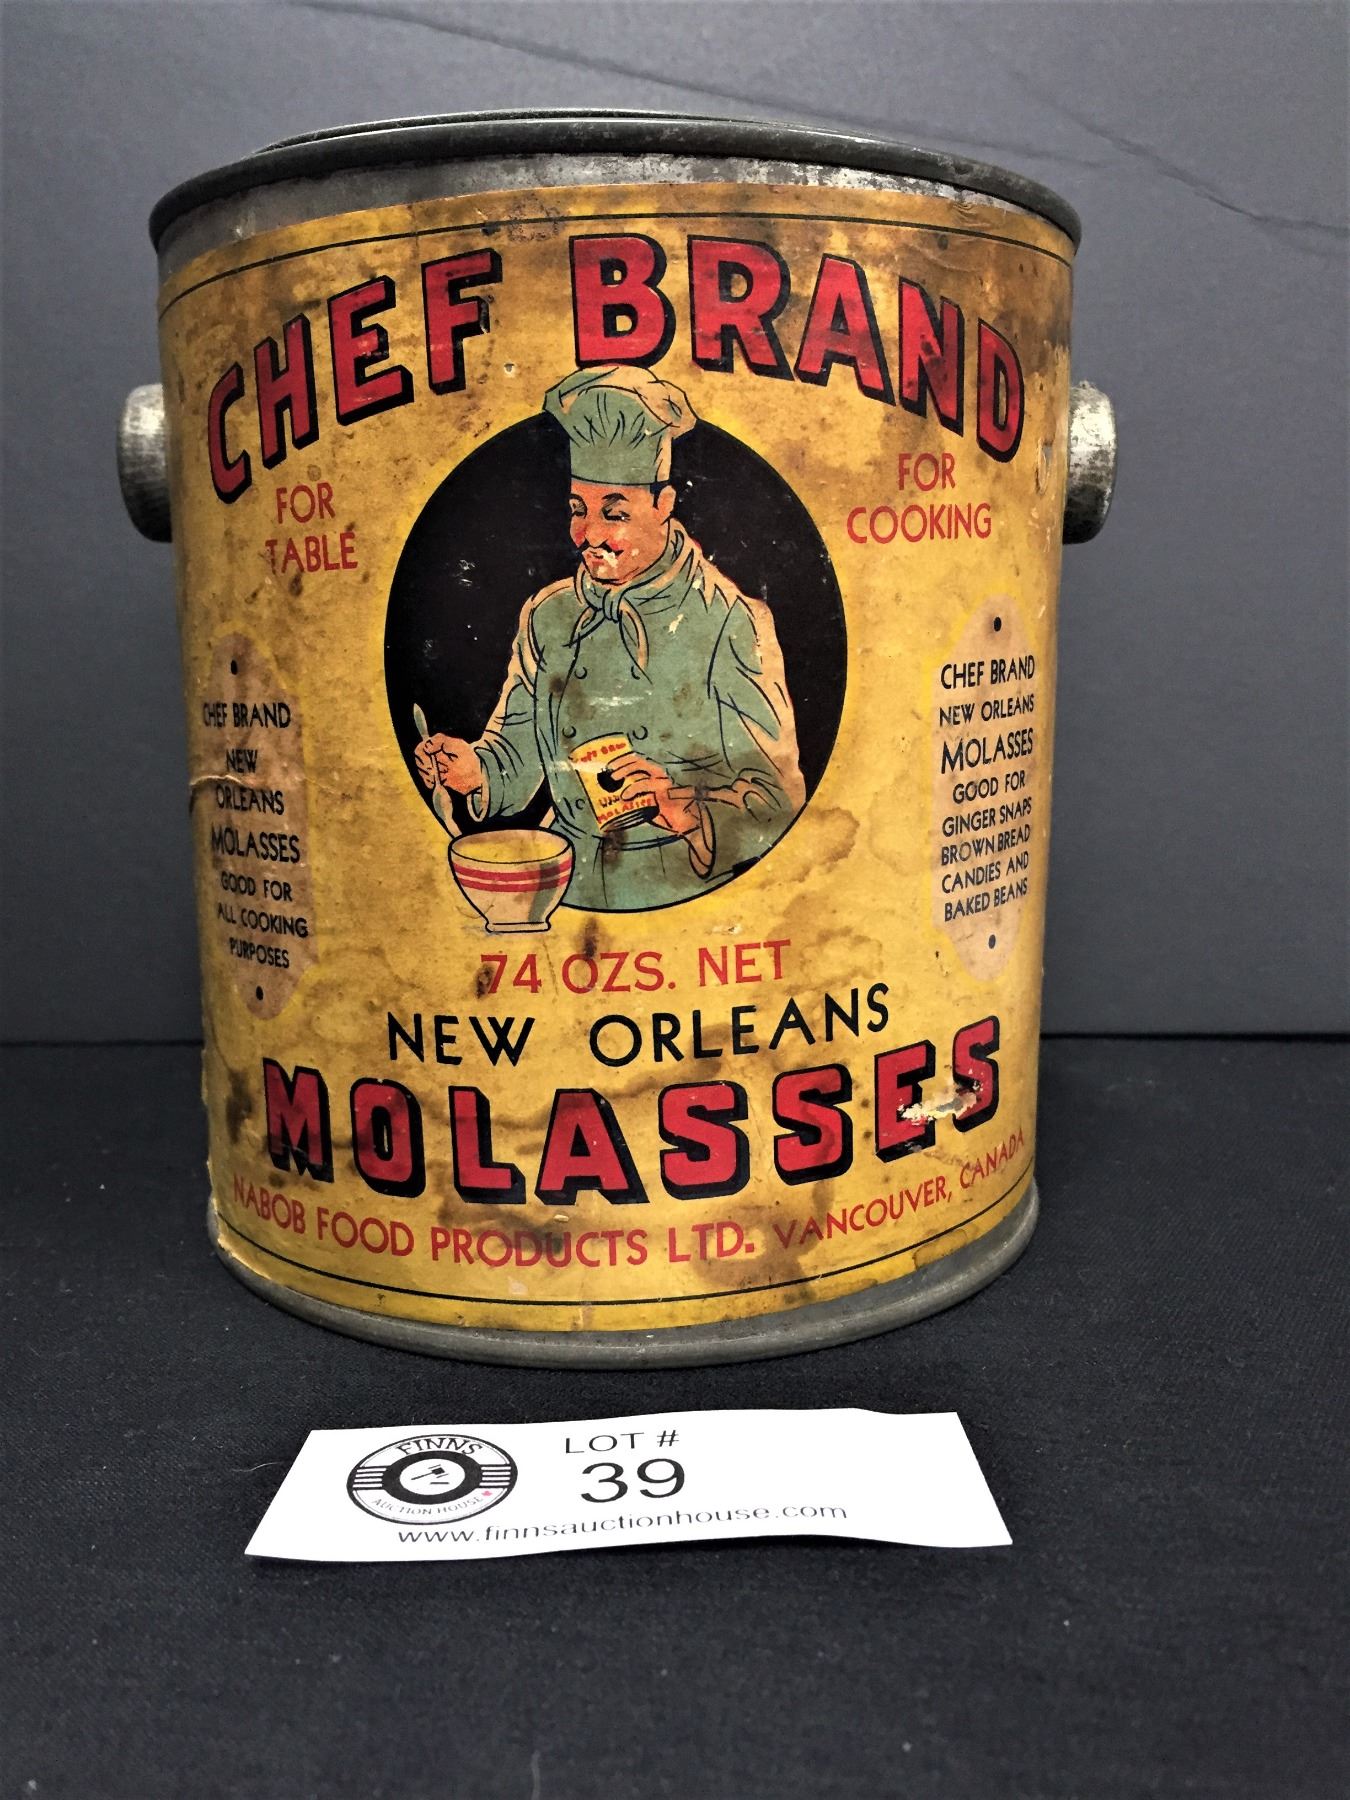 CHEF BRAND
FOR
TABLE
FOR
COOKING
CHEF BRAND
NEW
ORLEANS
MOLASSES
GOOD FOR
ALL COOKING
PURPOSES
CHEF BRAND
NEW ORLEANS
MOLASSES
GOOD FOR
GINGER SNAPS
BROWN BREAD
CANDIES AND
BAKED BEANS
MOLASSES
74 OZS. NET
NEW ORLEANS
MOLASSES
NABOB FOOD PRODUCTS LTD. VANCOUVER, CANADA
FINNS
AUCTION HOUSE
LOT #
39
www.finnsauctionhouse.com